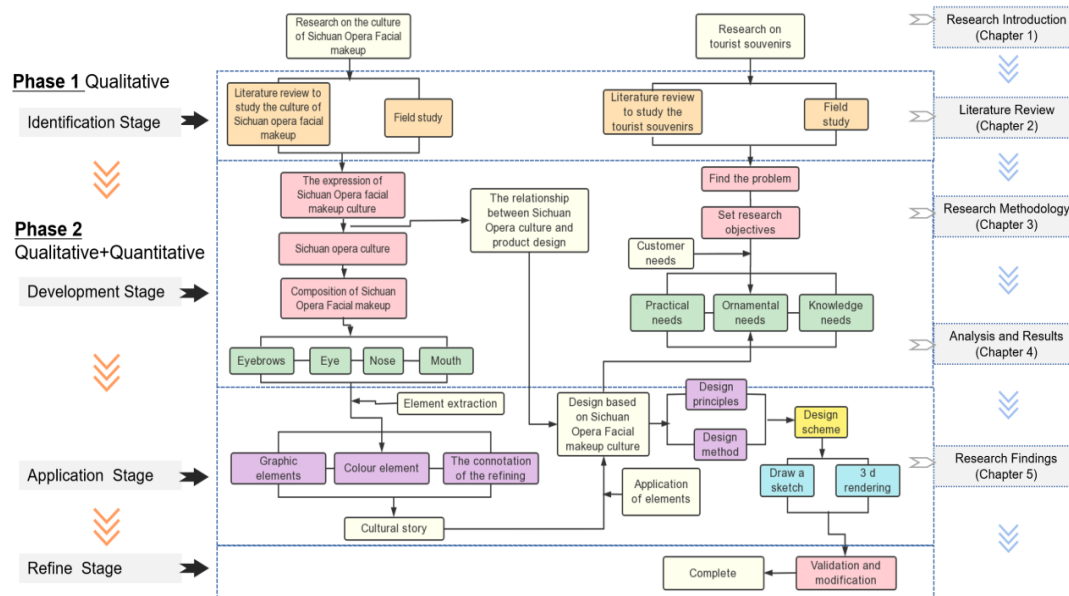 Research on the culture
of Sichuan Opera Facial
makeup
Research on
tourist souvenirs
Research Introduction
(Chapter 1)
Phase 1 Qualitative
Identification Stage
Literature review to
study the culture of
Sichuan opera facial
makeup
Field study
Literature review
to study the
tourist souvenirs
Field
study
Literature Review
(Chapter 2)
The expression of
Sichuan Opera facial
makeup culture
The relationship
between Sichuan
Opera culture and
product design
Find the problem
Set research
objectives
Research Methodology
(Chapter 3)
Phase 2
Qualitative+Quantitative
Sichuan opera culture
Customer
needs
Development Stage
Composition of Sichuan
Opera Facial makeup
Practical
needs
Ornamental
needs
Knowledge
needs
Eyebrows
Eye
Nose
Mouth
Analysis and Results
(Chapter 4)
Element extraction
Design based
on Sichuan
Opera Facial
makeup culture
Design
principles
Design
method
Design
scheme
Application Stage
Graphic
elements
Colour element
The connotation
of the refining
Application
of elements
Draw a
sketch
3 d
rendering
Research Findings
(Chapter 5)
Cultural story
Refine Stage
Complete
Validation and
modification